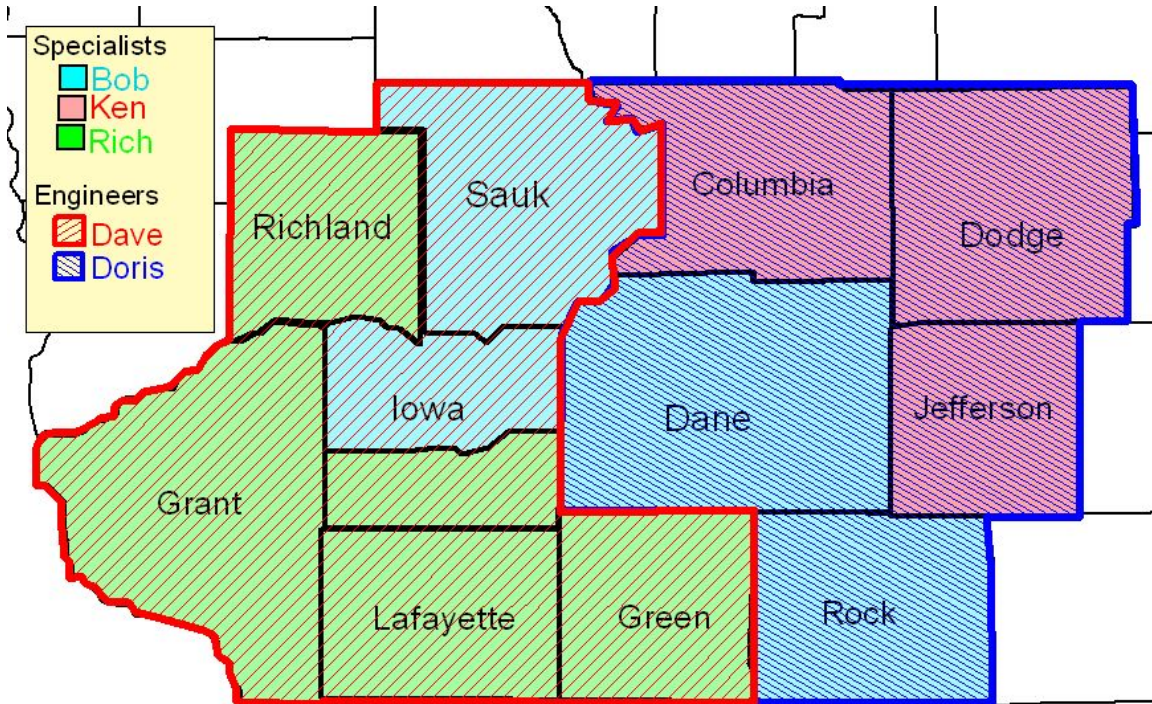 Specialists
Bob
Ken
Rich
Engineers
Dave
Doris
Sauk
Columbia
Richland
Dodge
Iowa
Dane
Jefferson
Grant
Lafayette
Green
Rock